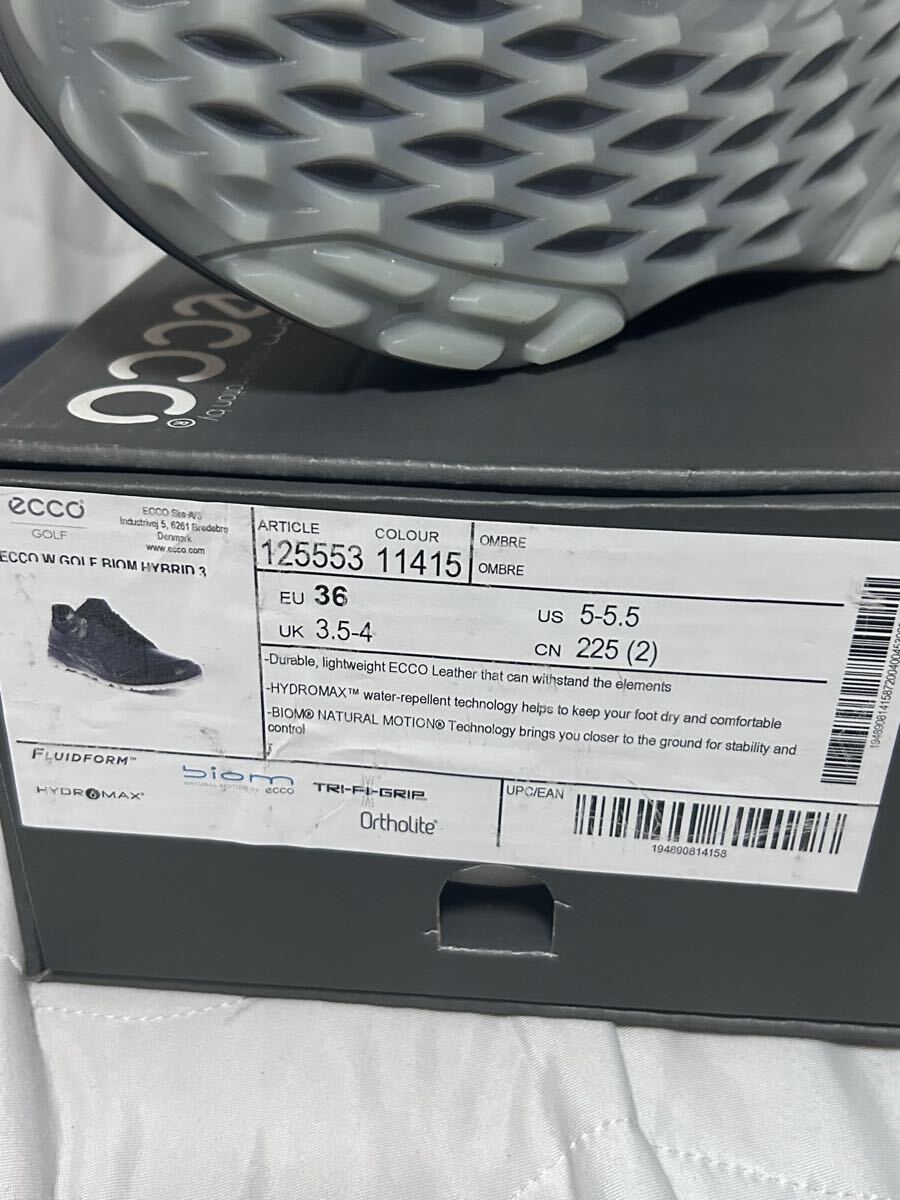 ecco®
ecco
GOLF
ECCO Sko A/S
Industrivej 5, 6261 Bredebro
Denmark
www.ecco.com
ECCO W GOLF BIOM HYBRID 3
ARTICLE
125553
COLOUR
11415
OMBRE
OMBRE
EU 36
US 5-5.5
UK 3.5-4
CN 225 (2)
-Durable, lightweight ECCO Leather that can withstand the elements
-HYDROMAX™ water-repellent technology helps to keep your foot dry and comfortable
-BIOM® NATURAL MOTION® Technology brings you closer to the ground for stability and
control
FLUIDFORM™
HYDROMAX®
biom
NATURAL MOTION by ecco
TRI-FI-GRIP
Ortholite®
UPC/EAN
194890814158